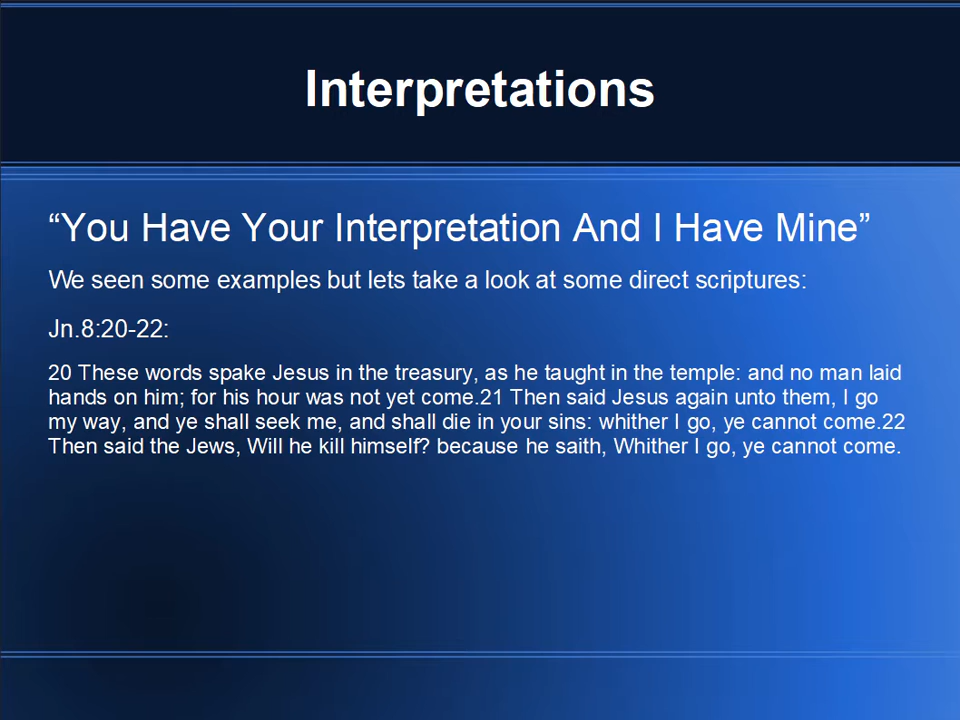 Interpretations
“You Have Your Interpretation And I Have Mine”
We seen some examples but lets take a look at some direct scriptures:
Jn.8:20-22:
20 These words spake Jesus in the treasury, as he taught in the temple: and no man laid
hands on him; for his hour was not yet come.21 Then said Jesus again unto them, I go
my way, and ye shall seek me, and shall die in your sins: whither I go, ye cannot come.22
Then said the Jews, Will he kill himself? because he saith, Whither I go, ye cannot come.